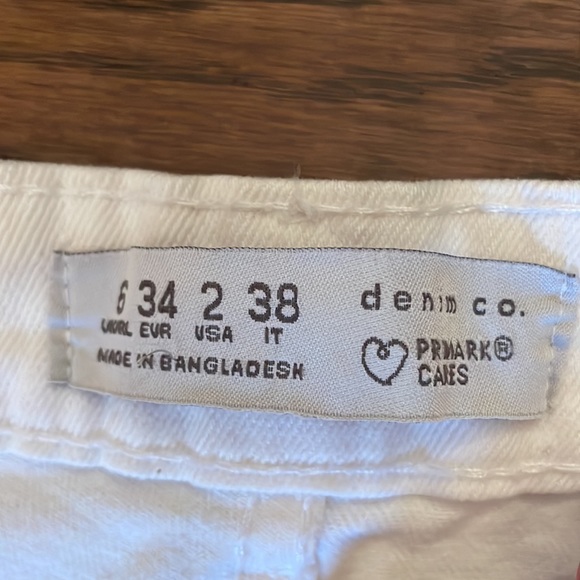 6 34 2 38
UK/IRL EUR USA IT
MADE IN BANGLADESH
denim co.
PRIMARK®
CARES